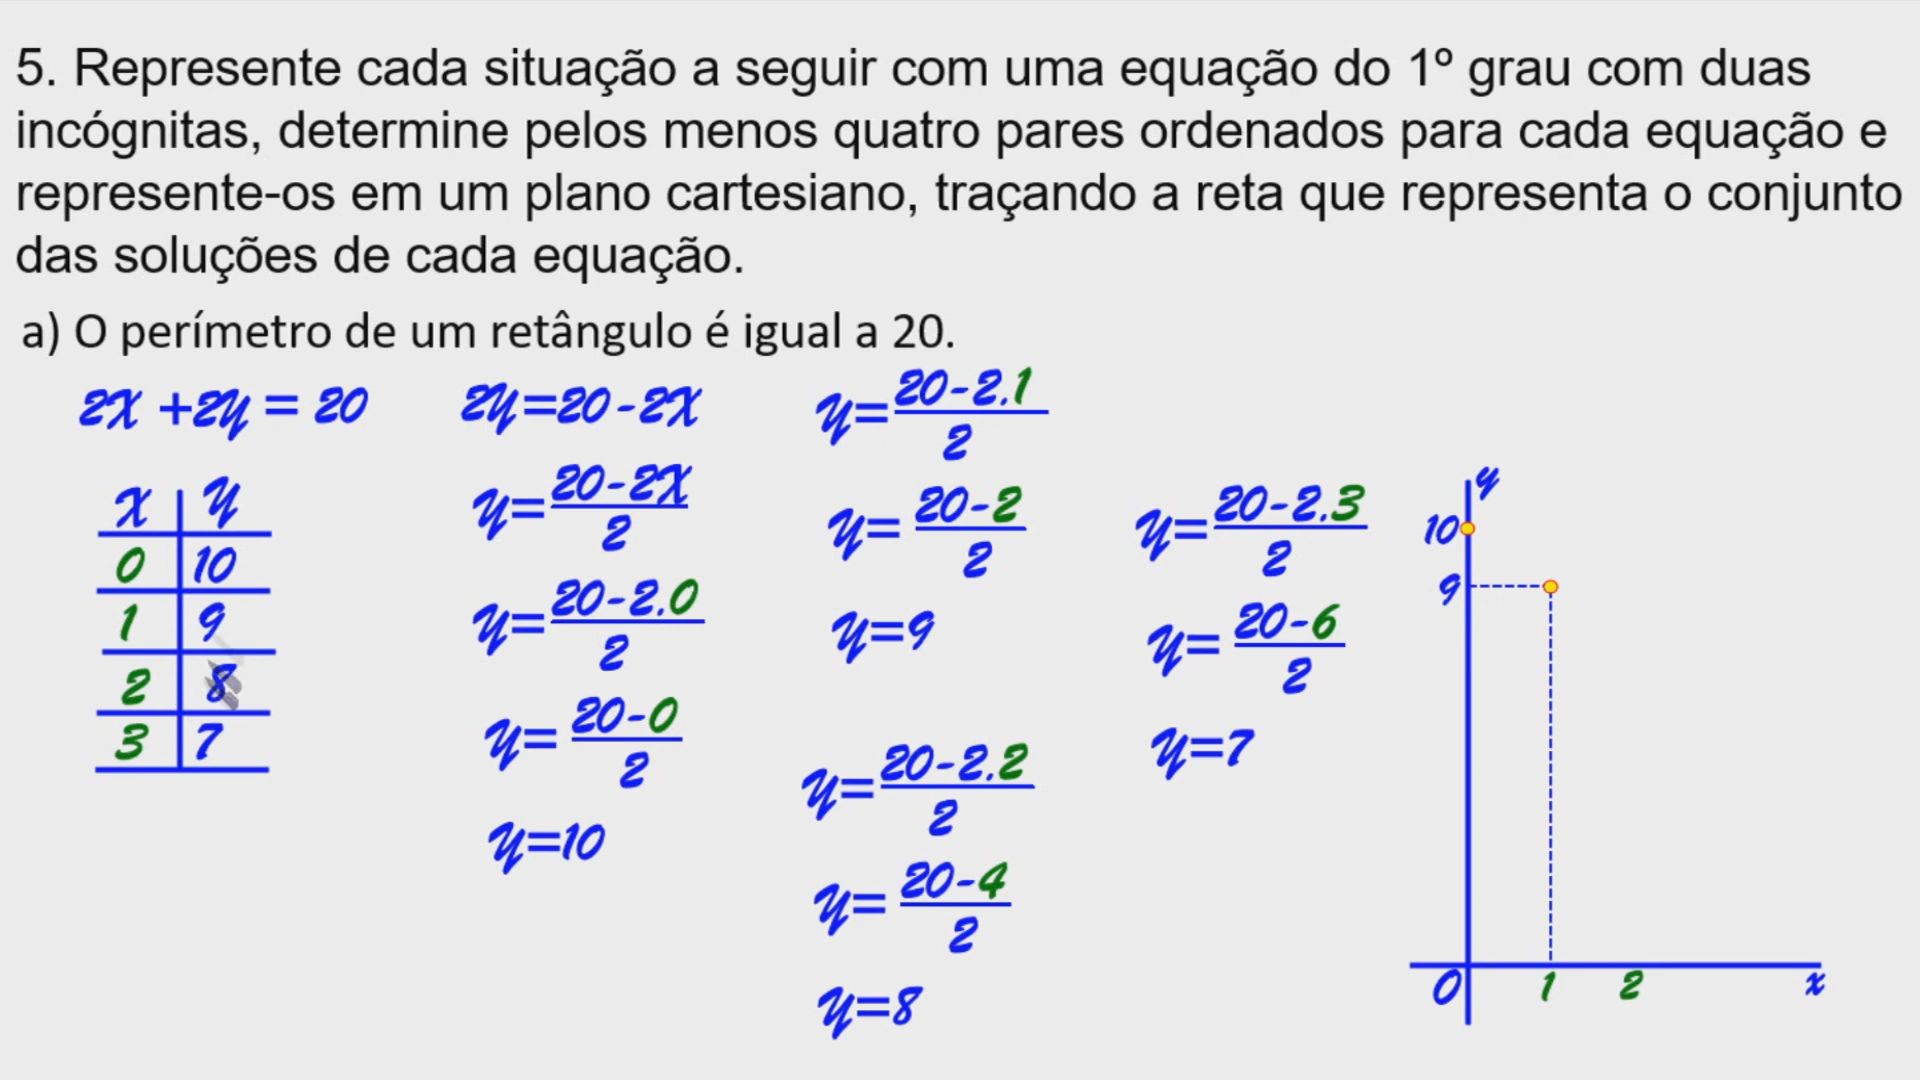 5. Represente cada situação a seguir com uma equação do 1º grau com duas
incógnitas, determine pelos menos quatro pares ordenados para cada equação e
represente-os em um plano cartesiano, traçando a reta que representa o conjunto
das soluções de cada equação.
a) O perímetro de um retângulo é igual a 20.
2X +2Y = 20
X Y
0 10
1 9
2 8
3 7
2Y=20-2X
Y=20-2X
2
Y=20-2.0
2
Y= 20-0
2
Y=10
Y=20-2.1
2
Y= 20-2
2
Y=9
Y=20-2.2
2
Y= 20-4
2
Y=8
Y=20-2.3
2
Y= 20-6
2
Y=7
y
10
9
0 1 2 x